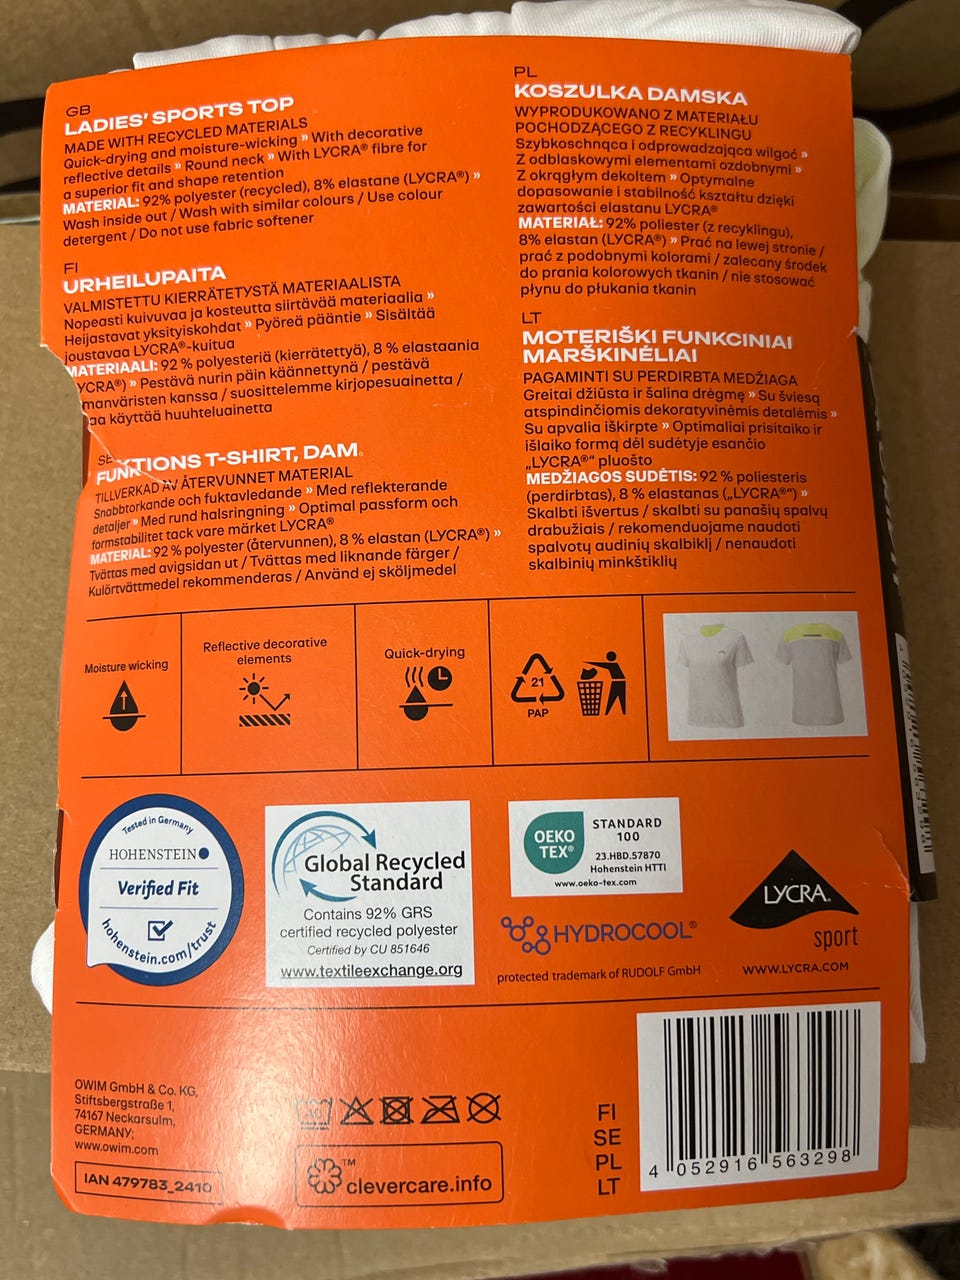 GB
LADIES' SPORTS TOP
MADE WITH RECYCLED MATERIALS
Quick-drying and moisture-wicking » With decorative
reflective details » Round neck » With LYCRA® fibre for
a superior fit and shape retention
MATERIAL: 92% polyester (recycled), 8% elastane (LYCRA®) »
Wash inside out / Wash with similar colours / Use colour
detergent / Do not use fabric softener
FI
URHEILUPAITA
VALMISTETTU KIERRÄTETYSTÄ MATERIAALISTA
Nopeasti kuivuvaa ja kosteutta siirtävää materiaalia »
Heijastavat yksityiskohdat » Pyöreä pääntie » Sisältää
joustavaa LYCRA®-kuitua
MATERIAALI: 92 % polyesteriä (kierrätettyä), 8 % elastaania
YCRA®) » Pestävä nurin päin käännettynä / pestävä
manväristen kanssa / suosittelemme kirjopesuainetta /
aa käyttää huuhteluainetta
SE
FUNKTIONS T-SHIRT, DAM.
TILLVERKAD AV ÅTERVUNNET MATERIAL
Snabbtorkande och fuktavledande » Med reflekterande
detaljer » Med rund halsringning » Optimal passform och
formstabilitet tack vare märket LYCRA®
MATERIAL: 92 % polyester (återvunnen), 8 % elastan (LYCRA®) »
Tvättas med avigsidan ut / Tvättas med liknande färger /
Kulörtvättmedel rekommenderas / Använd ej sköljmedel
PL
KOSZULKA DAMSKA
WYPRODUKOWANO Z MATERIAŁU
POCHODZĄCEGO Z RECYKLINGU
Szybkoschnąca i odprowadzająca wilgoć »
Z odblaskowymi elementami ozdobnymi »
Z okrągłym dekoltem » Optymalne
dopasowanie i stabilność kształtu dzięki
zawartości elastanu LYCRA®
MATERIAŁ: 92% poliester (z recyklingu),
8% elastan (LYCRA®) » Prać na lewej stronie /
prać z podobnymi kolorami / zalecany środek
do prania kolorowych tkanin / nie stosować
płynu do płukania tkanin
LT
MOTERIŠKI FUNKCINIAI
MARŠKINĖLIAI
PAGAMINTI SU PERDIRBTA MEDŽIAGA
Greitai džiūsta ir šalina drėgmę » Su šviesą
atspindinčiomis dekoratyvinėmis detalėmis »
Su apvalia iškirpte » Optimaliai prisitaiko ir
išlaiko formą dėl sudėtyje esančio
„LYCRA®“ pluošto
MEDŽIAGOS SUDĖTIS: 92 % poliesteris
(perdirbtas), 8 % elastanas („LYCRA®“) »
Skalbti išvertus / skalbti su panašių spalvų
drabužiais / rekomenduojame naudoti
spalvotų audinių skalbiklį / nenaudoti
skalbinių minkštiklių
Moisture wicking
Reflective decorative
elements
Quick-drying
21
PAP
Tested in Germany
HOHENSTEIN
Verified Fit
hohenstein.com/trust
Global Recycled
Standard
Contains 92% GRS
certified recycled polyester
Certified by CU 851646
www.textileexchange.org
OEKO
TEX®
STANDARD
100
23.HBD.57870
Hohenstein HTTI
www.oeko-tex.com
HYDROCOOL®
protected trademark of RUDOLF GmbH
LYCRA®
sport
WWW.LYCRA.COM
OWIM GmbH & Co. KG,
Stiftsbergstraße 1,
74167 Neckarsulm,
GERMANY;
www.owim.com
IAN 479783_2410
40
™
clevercare.info
FI
SE
PL
LT
4 052916 563298